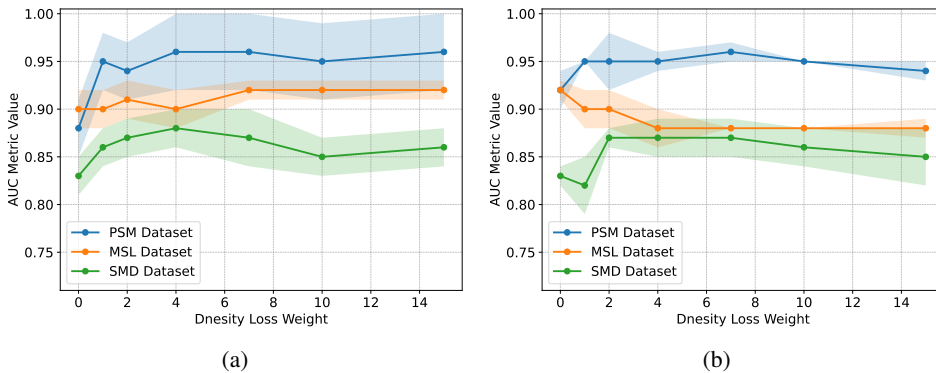 1.00
0.95
0.90
0.85
0.80
0.75
AUC Metric Value
PSM Dataset
MSL Dataset
SMD Dataset
0 2 4 6 8 10 12 14
Dnesity Loss Weight
(a)
1.00
0.95
0.90
0.85
0.80
0.75
AUC Metric Value
PSM Dataset
MSL Dataset
SMD Dataset
0 2 4 6 8 10 12 14
Dnesity Loss Weight
(b)